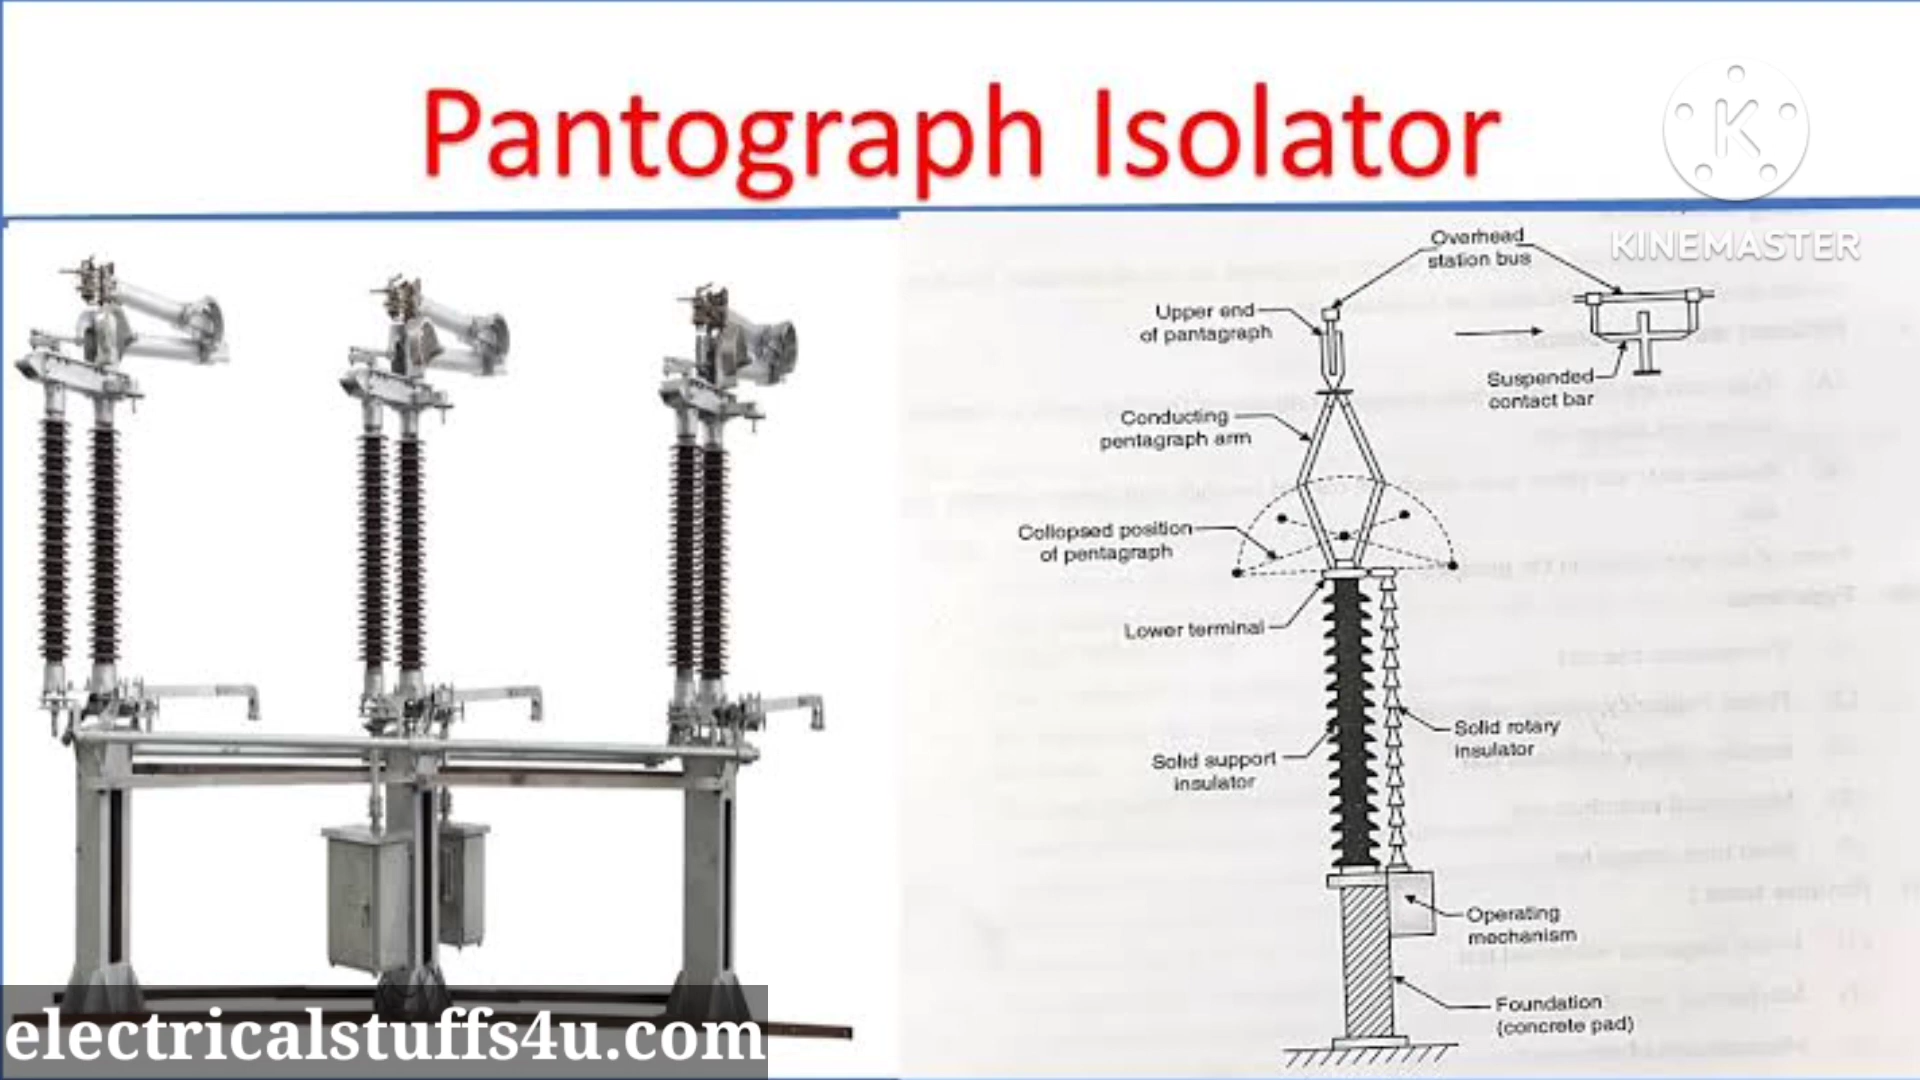 Pantograph Isolator
K
KINEMASTER
Overhead
station bus
Upper end
of pantagraph
Suspended
contact bar
Conducting
pentagraph arm
Collopsed position
of pentagraph
Lower terminal
Solid rotary
insulator
Solid support
insulator
Operating
mechanism
Foundation
(concrete pad)
electricalstuffs4u.com